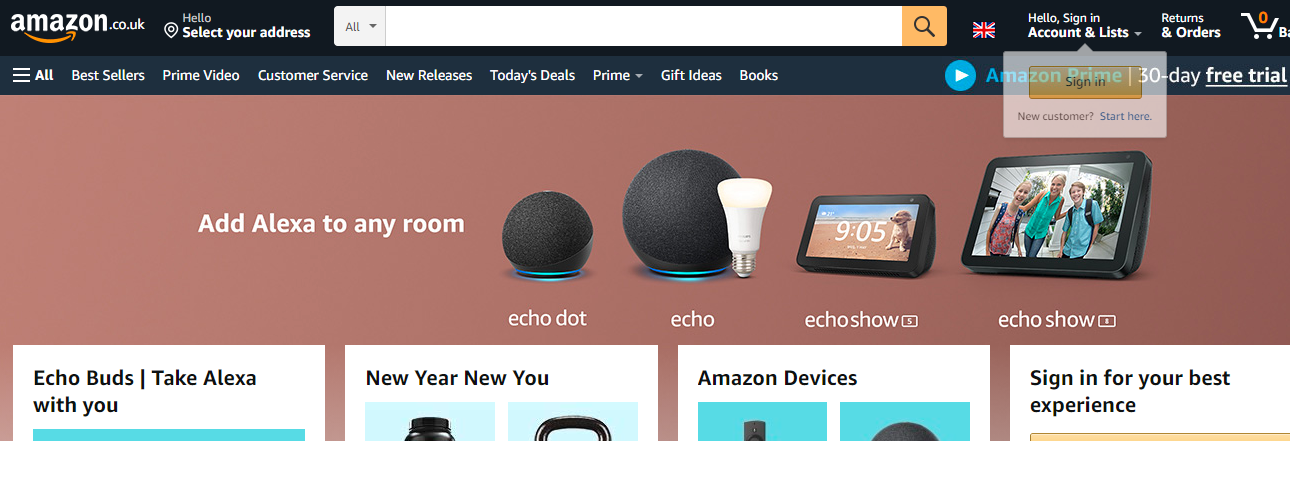 amazon.co.uk
Hello
Select your address
All
Hello, Sign in
Account & Lists
Returns
& Orders
0
Ba
All
Best Sellers
Prime Video
Customer Service
New Releases
Today's Deals
Prime
Gift Ideas
Books
Amazon Prime | 30-day free trial
Sign in
New customer? Start here.
Add Alexa to any room
9:05
echo dot
echo
echo show 5
echo show 8
Echo Buds | Take Alexa
with you
New Year New You
Amazon Devices
Sign in for your best
experience